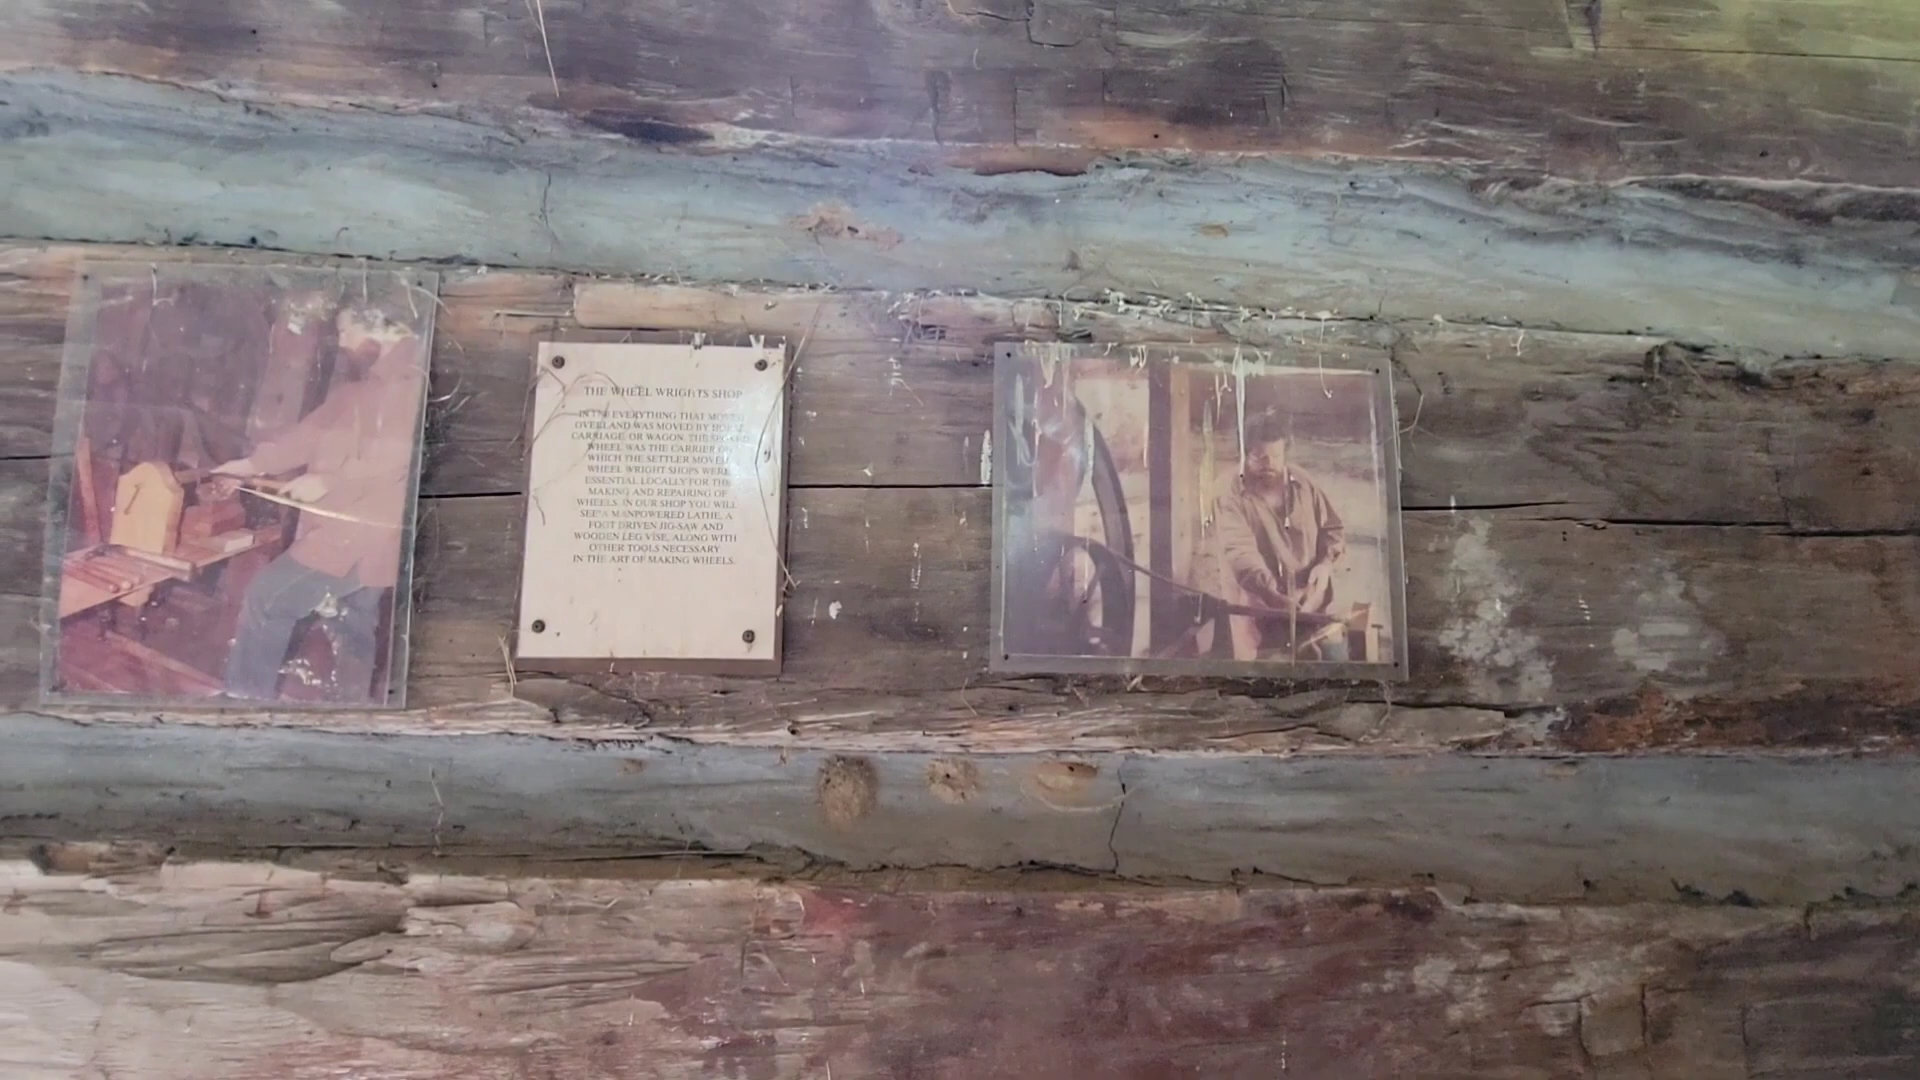 THE WHEEL WRIGHTS SHOP
IN THE EVERYTHING THAT MOVED
OVERLAND WAS MOVED BY HORSE,
CARRIAGE, OR WAGON. THE
WHEEL WAS THE CARRIER ON
WHICH THE SETTLER MOVED.
WHEEL WRIGHT SHOPS WERE
ESSENTIAL LOCALLY FOR THE
MAKING AND REPAIRING OF
WHEELS. IN OUR SHOP YOU WILL
SEE A MANPOWERED LATHE, A
FOOT DRIVEN JIG-SAW AND
WOODEN LEG VISE, ALONG WITH
OTHER TOOLS NECESSARY
IN THE ART OF MAKING WHEELS.